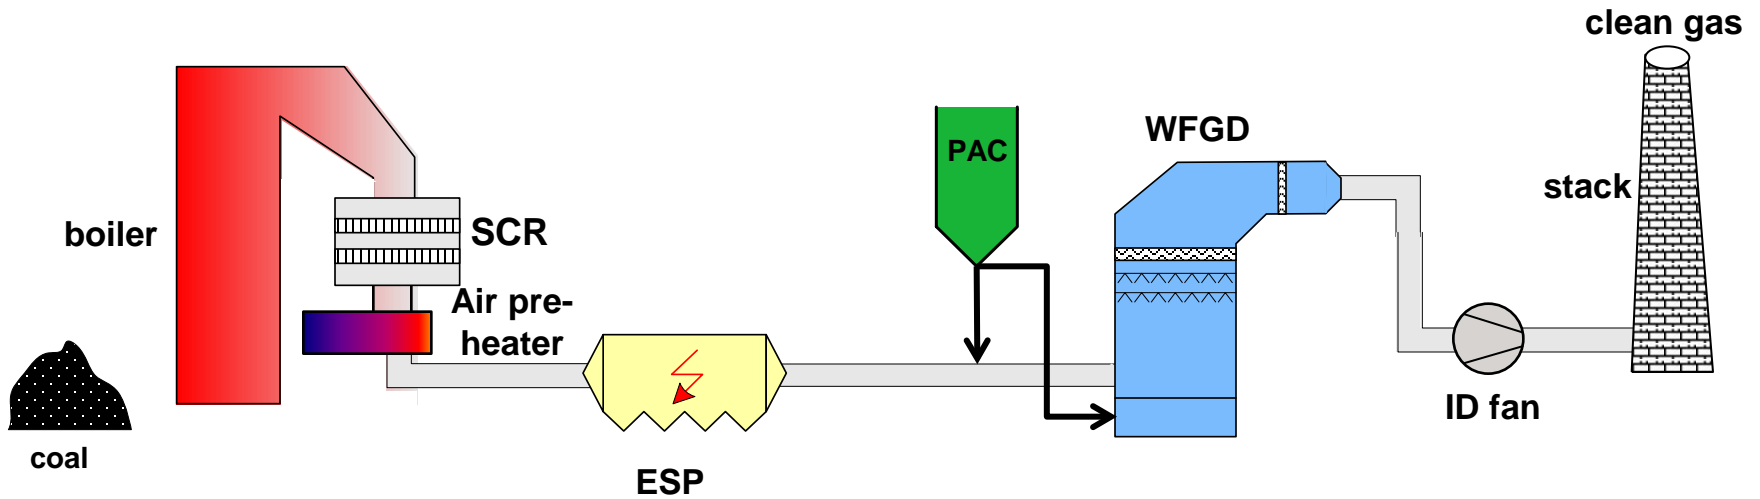 clean gas
PAC
WFGD
stack
boiler
SCR
Air pre-
heater
ID fan
coal
ESP